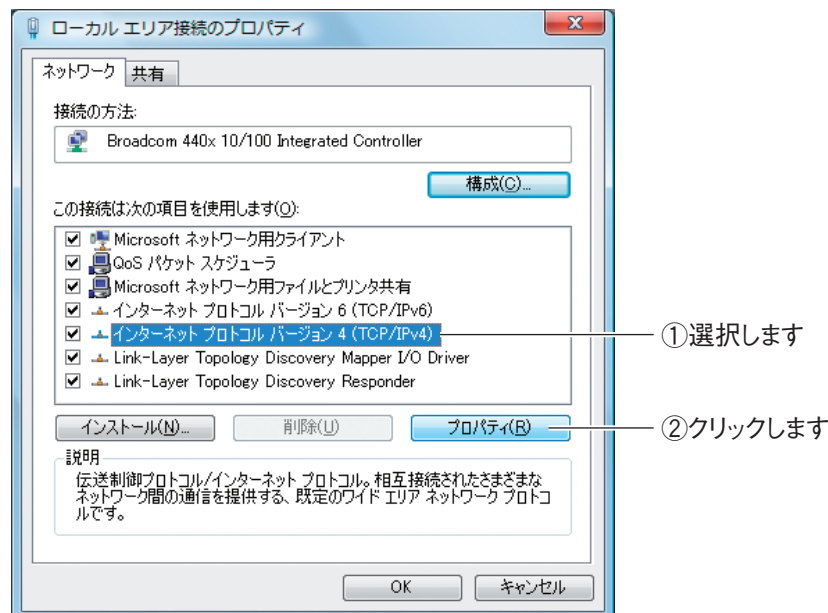 ローカル エリア接続のプロパティ
ネットワーク 共有
接続の方法:
Broadcom 440x 10/100 Integrated Controller
構成(C)...
この接続は次の項目を使用します(O):
Microsoft ネットワーク用クライアント
QoS パケット スケジューラ
Microsoft ネットワーク用ファイルとプリンタ共有
インターネット プロトコル バージョン 6 (TCP/IPv6)
インターネット プロトコル バージョン 4 (TCP/IPv4)
①選択します
Link-Layer Topology Discovery Mapper I/O Driver
Link-Layer Topology Discovery Responder
インストール(N)... 削除(U) プロパティ(R)
②クリックします
説明
伝送制御プロトコル/インターネット プロトコル。相互接続されたさまざまな
ネットワーク間の通信を提供する、既定のワイド エリア ネットワーク プロトコ
ルです。
OK キャンセル